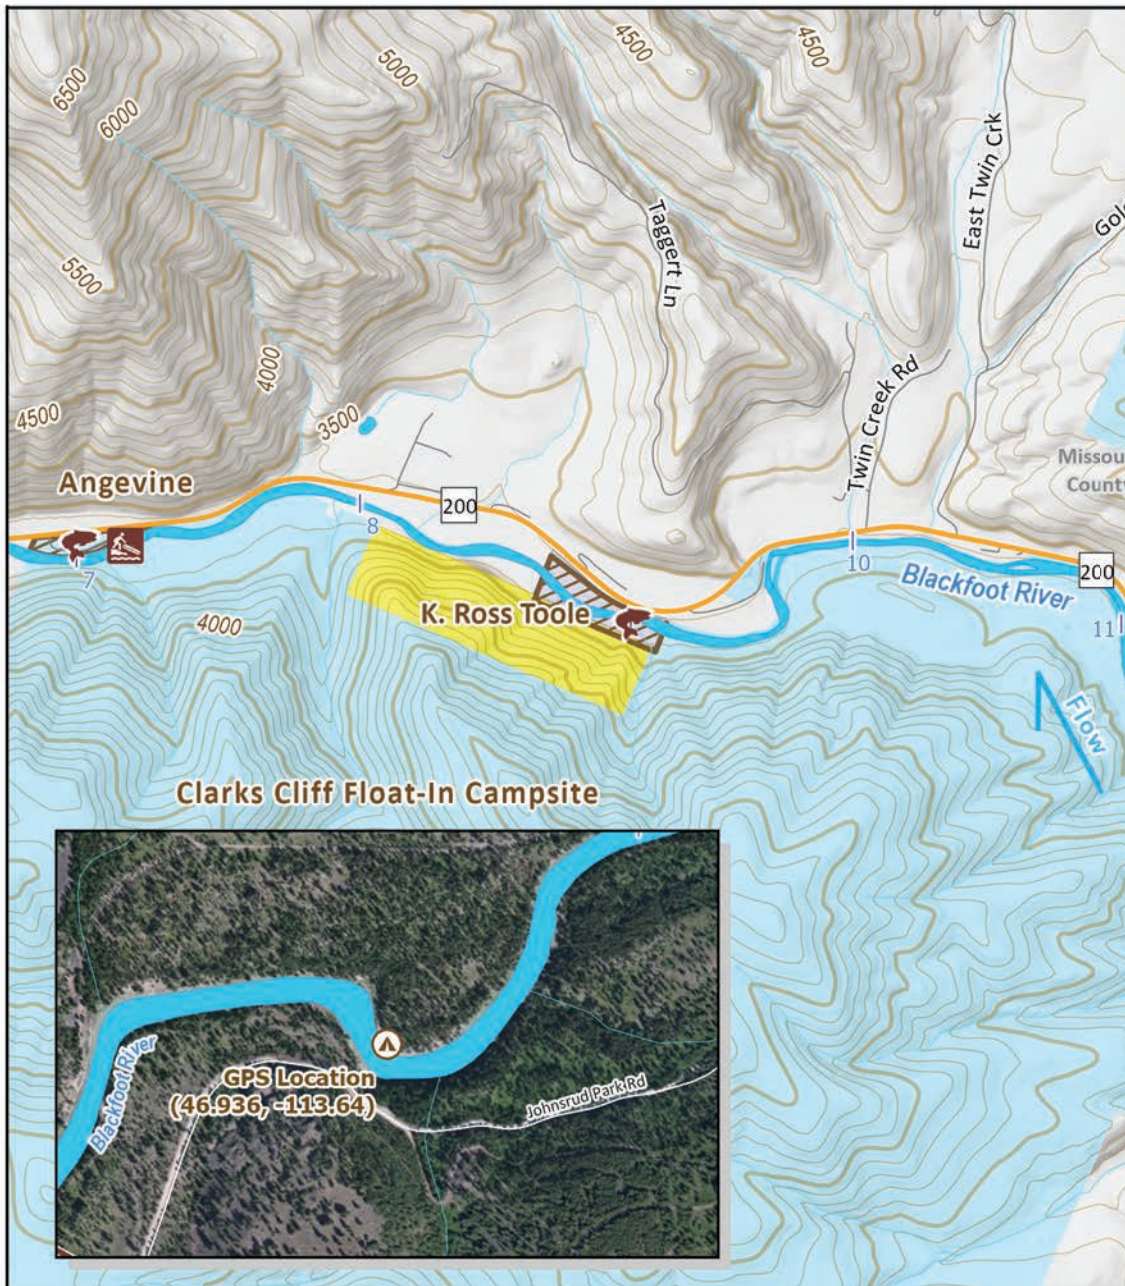 4500
4500
5000
6500
6000
East Twin Crk
Taggert Ln
5500
4000
Twin Creek Rd
4500
3500
Missou
County
Angevine
200
8
7
10
200
Blackfoot River
K. Ross Toole
4000
11
Flow
Clarks Cliff Float-In Campsite
Blackfoot River
GPS Location
(46.936, -113.64)
Johnsrud Park Rd